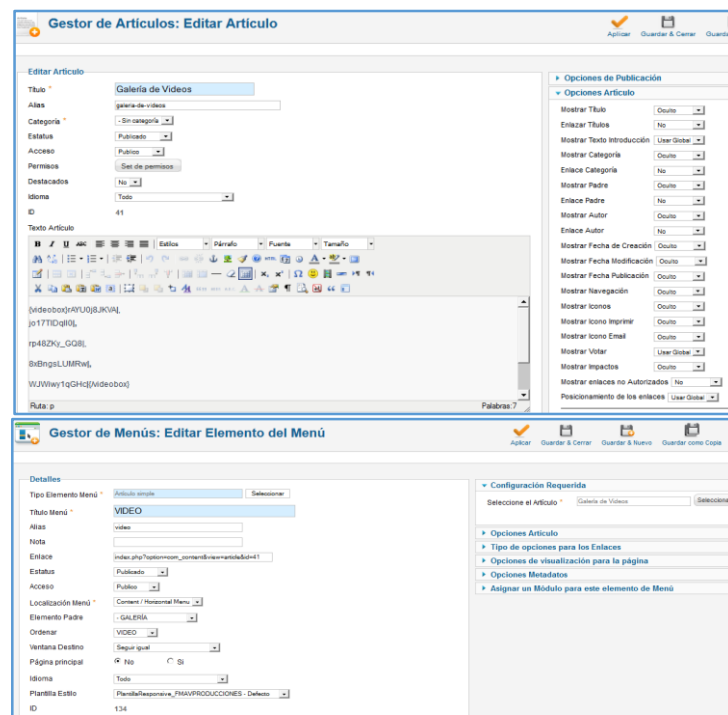 Gestor de Artículos: Editar Artículo
Aplicar Guardar & Cerrar Guarda
Editar Artículo
Título * Galería de Videos
Alias galeria-de-videos
Categoría * - Sin categoría
Estatus Publicado
Acceso Publico
Permisos Set de permisos
Destacados No
Idioma Todo
ID 41
Texto Artículo
B I U ABC Estilos Párrafo Fuente Tamaño
{videobox}rAYU0j8JKVA|,
jo17TIDqlI0|,
rp48ZKy_GQ8|,
8xBngsLUMRw|,
WJWIwy1qGHc|{/videobox}
Ruta: p Palabras:7
Opciones de Publicación
Opciones Artículo
Mostrar Título Oculto
Enlazar Títulos No
Mostrar Texto Introducción Usar Global
Mostrar Categoría Oculto
Enlace Categoría No
Mostrar Padre Oculto
Enlace Padre No
Mostrar Autor Oculto
Enlace Autor No
Mostrar Fecha de Creación Oculto
Mostrar Fecha Modificación Oculto
Mostrar Fecha Publicación Oculto
Mostrar Navegación Oculto
Mostrar Iconos Oculto
Mostrar Icono Imprimir Oculto
Mostrar Icono Email Oculto
Mostrar Votar Usar Global
Mostrar Impactos Oculto
Mostrar enlaces no Autorizados No
Posicionamiento de los enlaces Usar Global
Gestor de Menús: Editar Elemento del Menú
Aplicar Guardar & Cerrar Guardar & Nuevo Guardar como Copia
Detalles
Tipo Elemento Menú * Artículo simple Seleccionar
Título Menú * VIDEO
Alias video
Nota
Enlace index.php?option=com_content&view=article&id=41
Estatus Publicado
Acceso Publico
Localización Menú * Content / Horizontal Menu
Elemento Padre - GALERÍA
Ordenar VIDEO
Ventana Destino Seguir igual
Página principal No Si
Idioma Todo
Plantilla Estilo PlantillaResponsive_FMAVPRODUCCIONES - Defecto
ID 134
Configuración Requerida
Seleccione el Artículo * Galería de Videos Selecciona
Opciones Artículo
Tipo de opciones para los Enlaces
Opciones de visualización para la página
Opciones Metadatos
Asignar un Módulo para este elemento de Menú